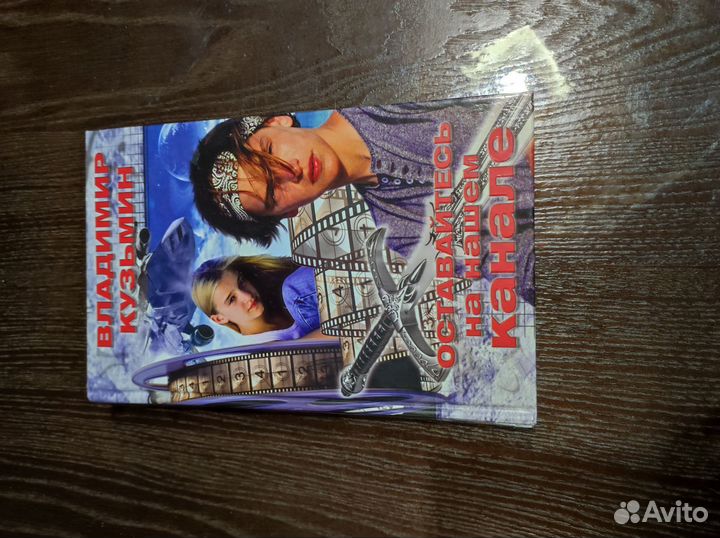 ВЛАДИМИР
КУЗЬМИН
ОСТАВАЙТЕСЬ
на нашем
канале
Avito